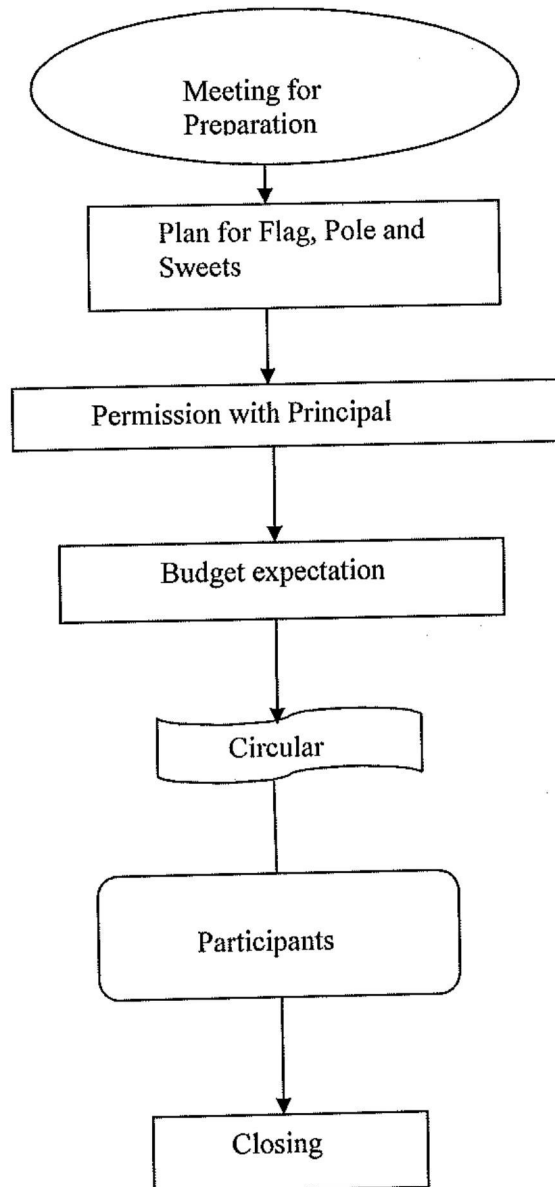 Meeting for
Preparation
Plan for Flag, Pole and
Sweets
Permission with Principal
Budget expectation
Circular
Participants
Closing